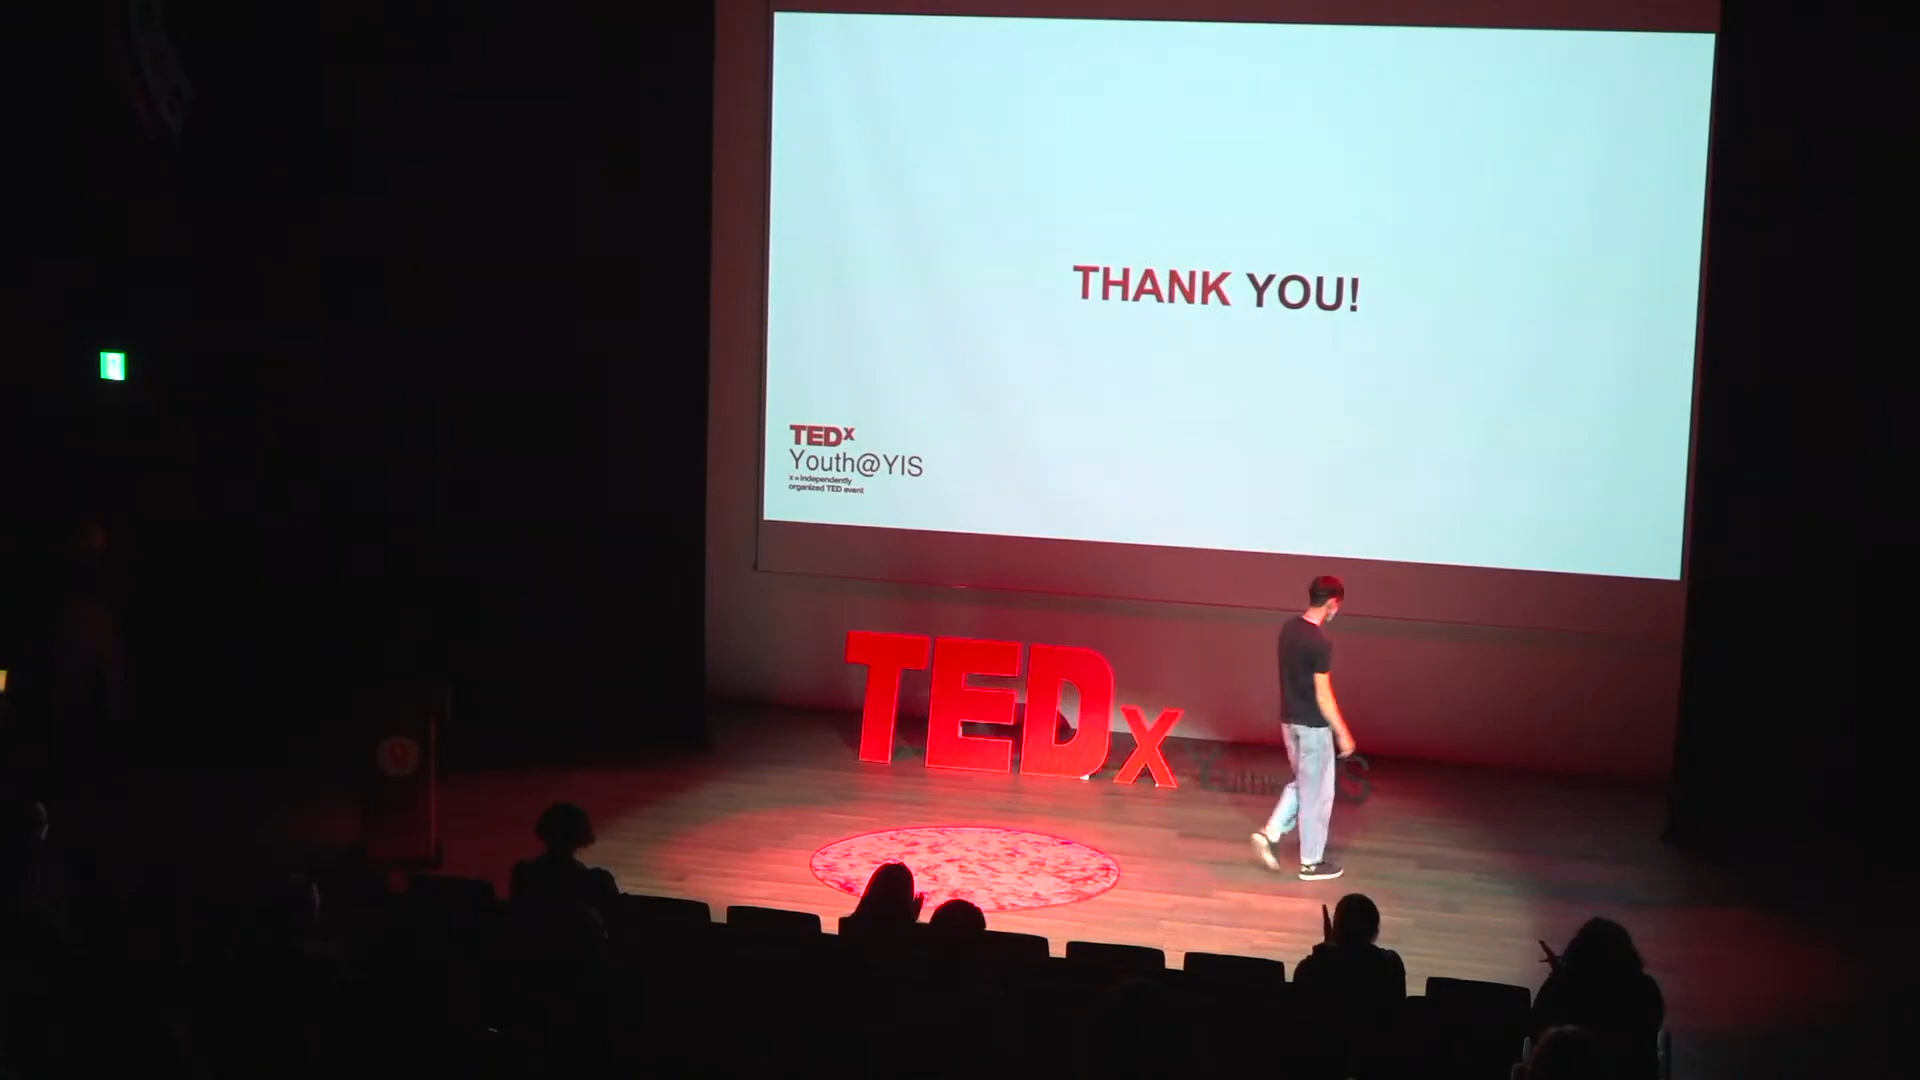 THANK YOU!
TEDx
Youth@YIS
x = independently
organized TED event
TEDx